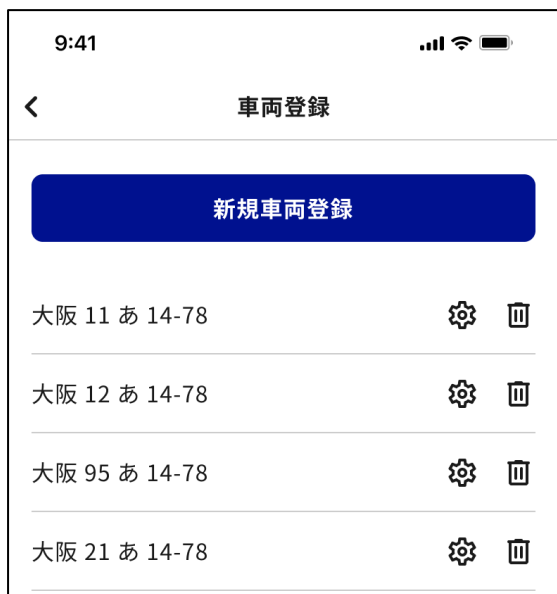 9:41
車両登録
新規車両登録
大阪 11 あ 14-78
大阪 12 あ 14-78
大阪 95 あ 14-78
大阪 21 あ 14-78